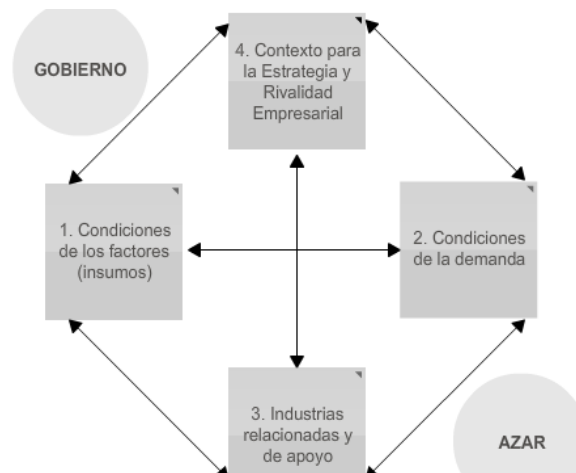 GOBIERNO
4. Contexto para
la Estrategia y
Rivalidad
Empresarial
1. Condiciones
de los factores
(insumos)
2. Condiciones
de la demanda
3. Industrias
relacionadas y
de apoyo
AZAR